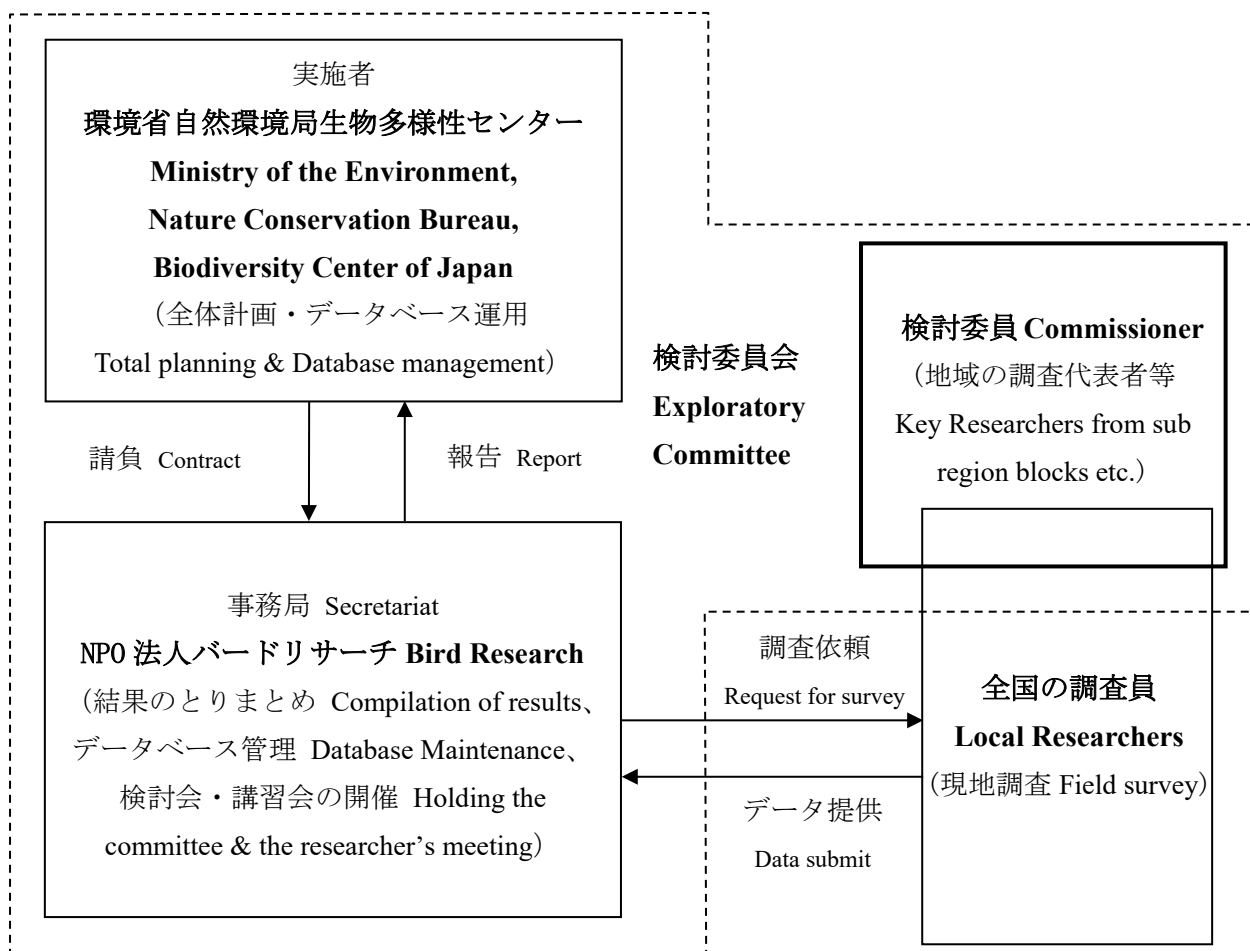 実施者
環境省自然環境局生物多様性センター
Ministry of the Environment,
Nature Conservation Bureau,
Biodiversity Center of Japan
（全体計画・データベース運用
Total planning & Database management）
請負 Contract
報告 Report
検討委員会
Exploratory
Committee
検討委員 Commissioner
（地域の調査代表者等
Key Researchers from sub
region blocks etc.）
事務局 Secretariat
NPO 法人バードリサーチ Bird Research
（結果のとりまとめ Compilation of results、
データベース管理 Database Maintenance、
検討会・講習会の開催 Holding the
committee & the researcher’s meeting）
調査依頼
Request for survey
データ提供
Data submit
全国の調査員
Local Researchers
（現地調査 Field survey）